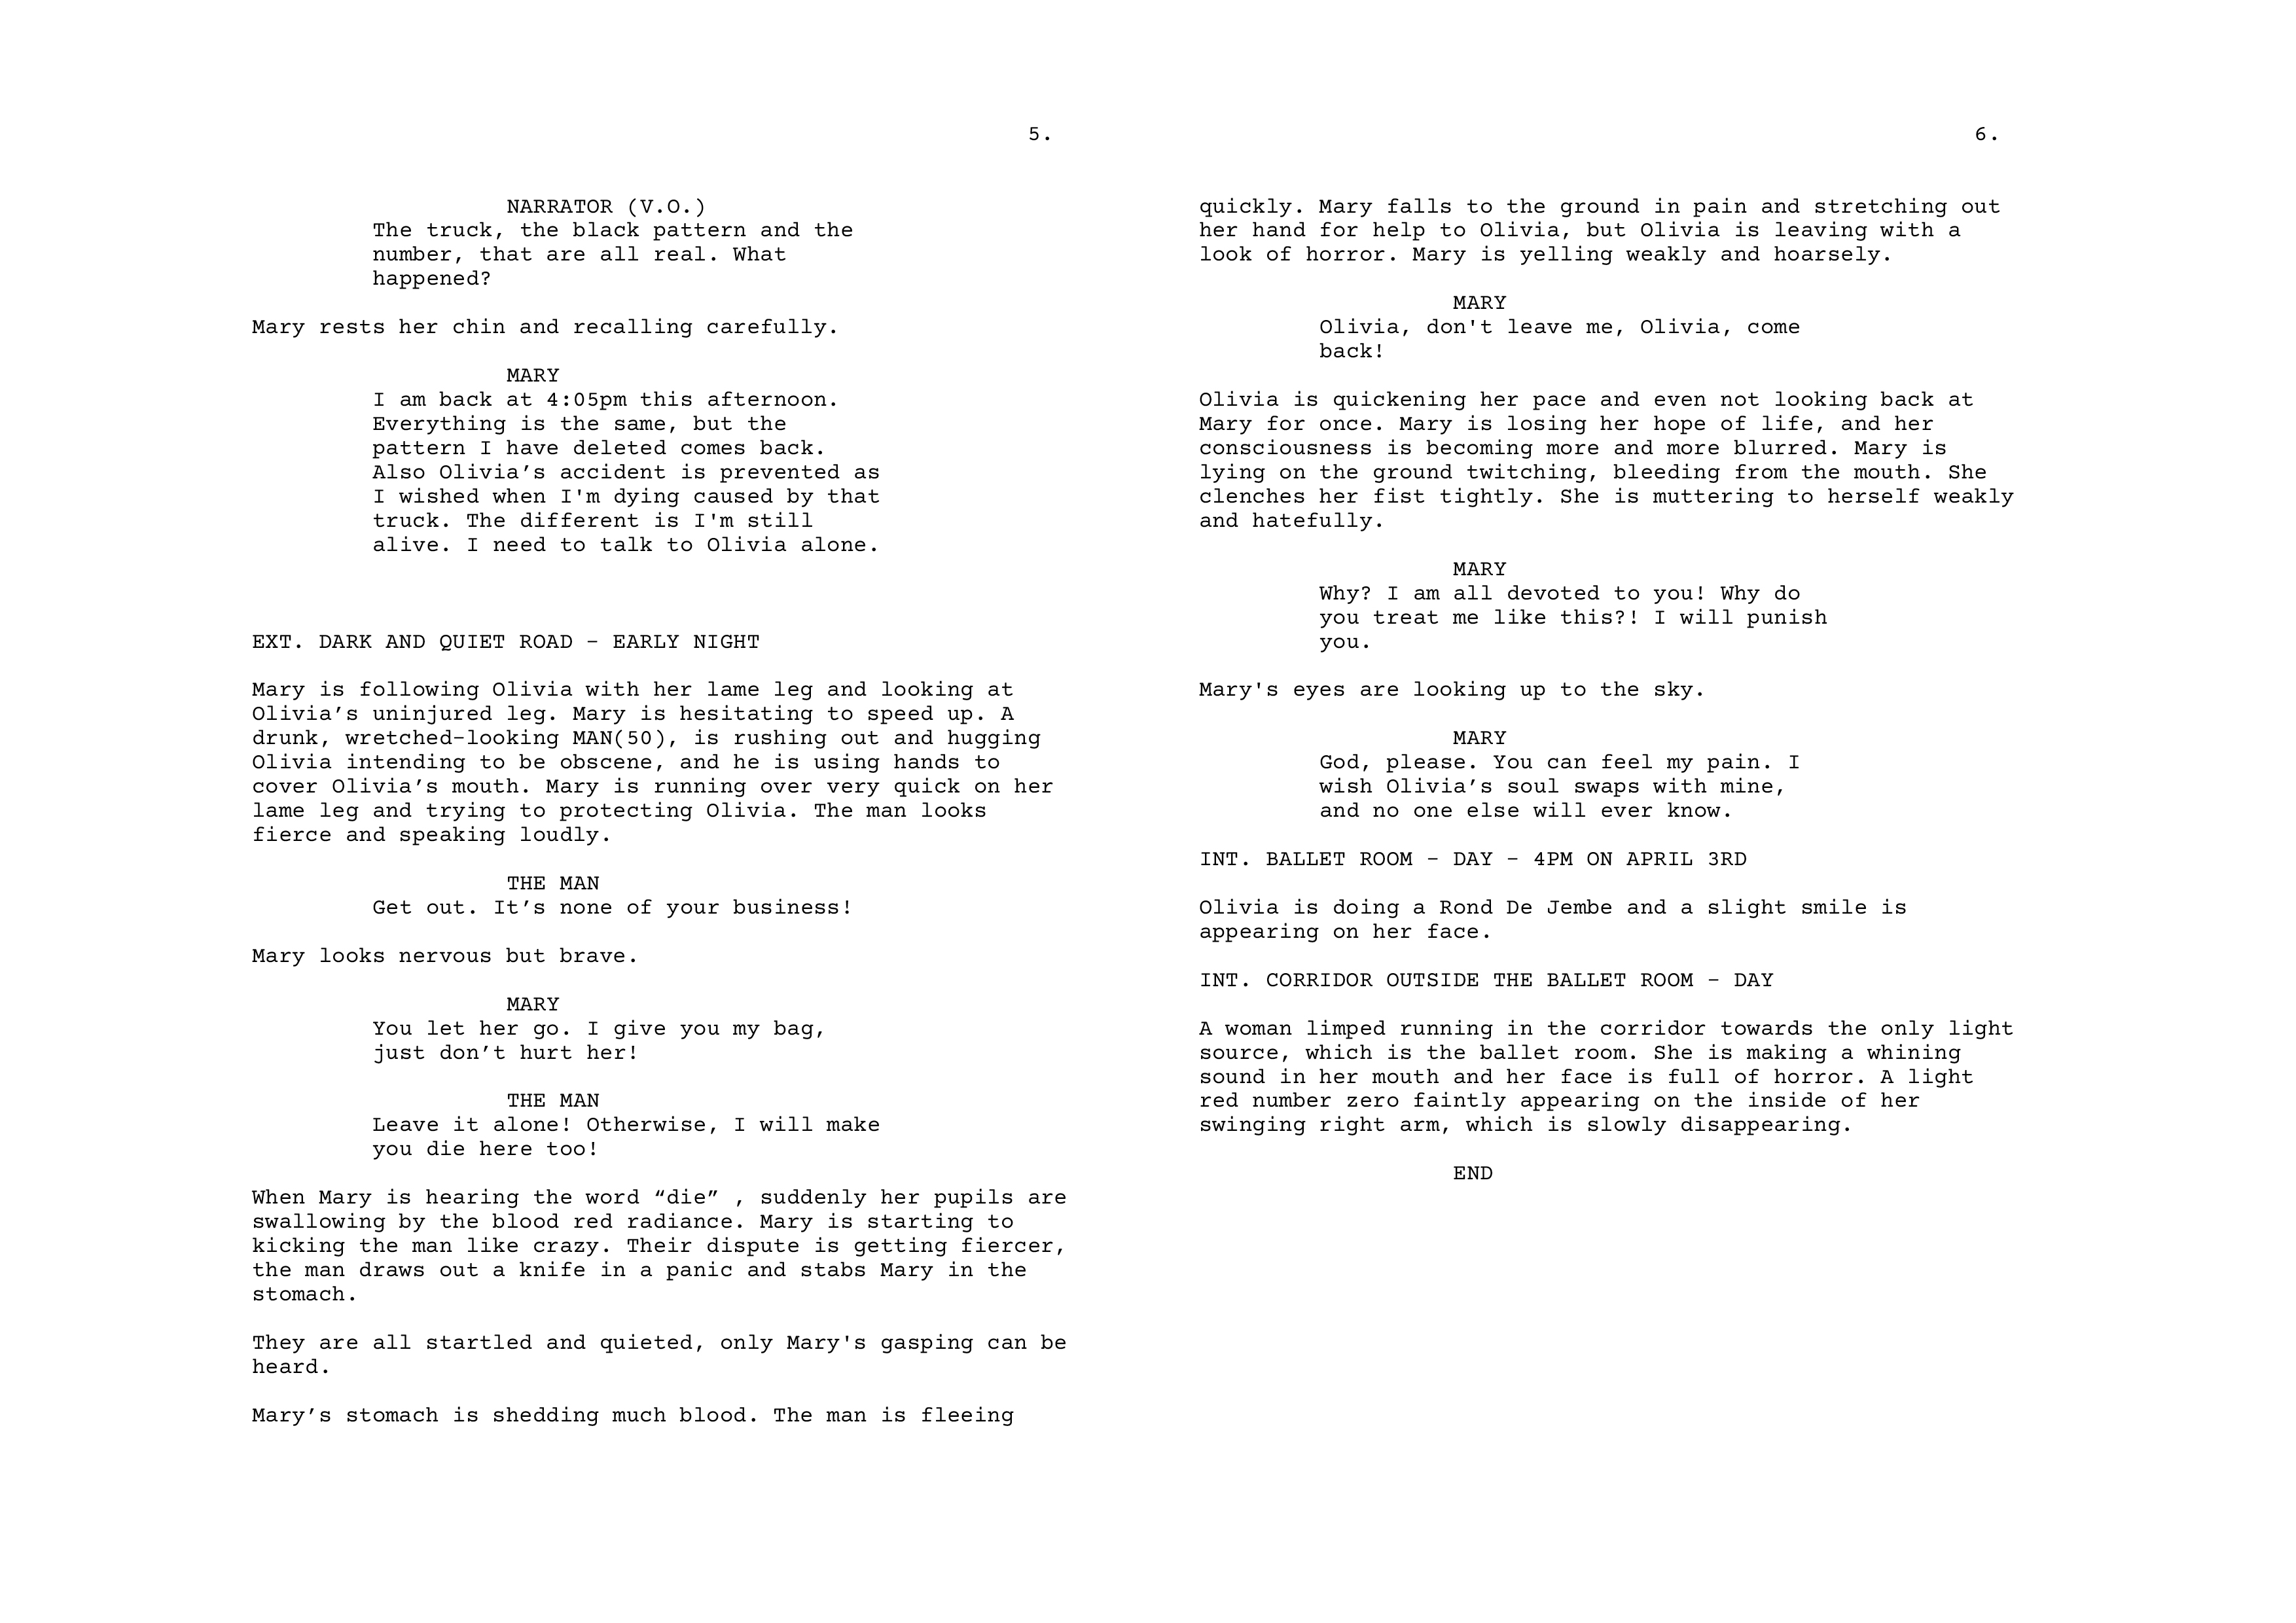 5.
NARRATOR (V.O.)
The truck, the black pattern and the
number, that are all real. What
happened?
Mary rests her chin and recalling carefully.
MARY
I am back at 4:05pm this afternoon.
Everything is the same, but the
pattern I have deleted comes back.
Also Olivia’s accident is prevented as
I wished when I'm dying caused by that
truck. The different is I'm still
alive. I need to talk to Olivia alone.
EXT. DARK AND QUIET ROAD - EARLY NIGHT
Mary is following Olivia with her lame leg and looking at
Olivia’s uninjured leg. Mary is hesitating to speed up. A
drunk, wretched-looking MAN(50), is rushing out and hugging
Olivia intending to be obscene, and he is using hands to
cover Olivia’s mouth. Mary is running over very quick on her
lame leg and trying to protecting Olivia. The man looks
fierce and speaking loudly.
THE MAN
Get out. It’s none of your business!
Mary looks nervous but brave.
MARY
You let her go. I give you my bag,
just don’t hurt her!
THE MAN
Leave it alone! Otherwise, I will make
you die here too!
When Mary is hearing the word “die” , suddenly her pupils are
swallowing by the blood red radiance. Mary is starting to
kicking the man like crazy. Their dispute is getting fiercer,
the man draws out a knife in a panic and stabs Mary in the
stomach.
They are all startled and quieted, only Mary's gasping can be
heard.
Mary’s stomach is shedding much blood. The man is fleeing
6.
quickly. Mary falls to the ground in pain and stretching out
her hand for help to Olivia, but Olivia is leaving with a
look of horror. Mary is yelling weakly and hoarsely.
MARY
Olivia, don't leave me, Olivia, come
back!
Olivia is quickening her pace and even not looking back at
Mary for once. Mary is losing her hope of life, and her
consciousness is becoming more and more blurred. Mary is
lying on the ground twitching, bleeding from the mouth. She
clenches her fist tightly. She is muttering to herself weakly
and hatefully.
MARY
Why? I am all devoted to you! Why do
you treat me like this?! I will punish
you.
Mary's eyes are looking up to the sky.
MARY
God, please. You can feel my pain. I
wish Olivia’s soul swaps with mine,
and no one else will ever know.
INT. BALLET ROOM - DAY - 4PM ON APRIL 3RD
Olivia is doing a Rond De Jembe and a slight smile is
appearing on her face.
INT. CORRIDOR OUTSIDE THE BALLET ROOM - DAY
A woman limped running in the corridor towards the only light
source, which is the ballet room. She is making a whining
sound in her mouth and her face is full of horror. A light
red number zero faintly appearing on the inside of her
swinging right arm, which is slowly disappearing.
END